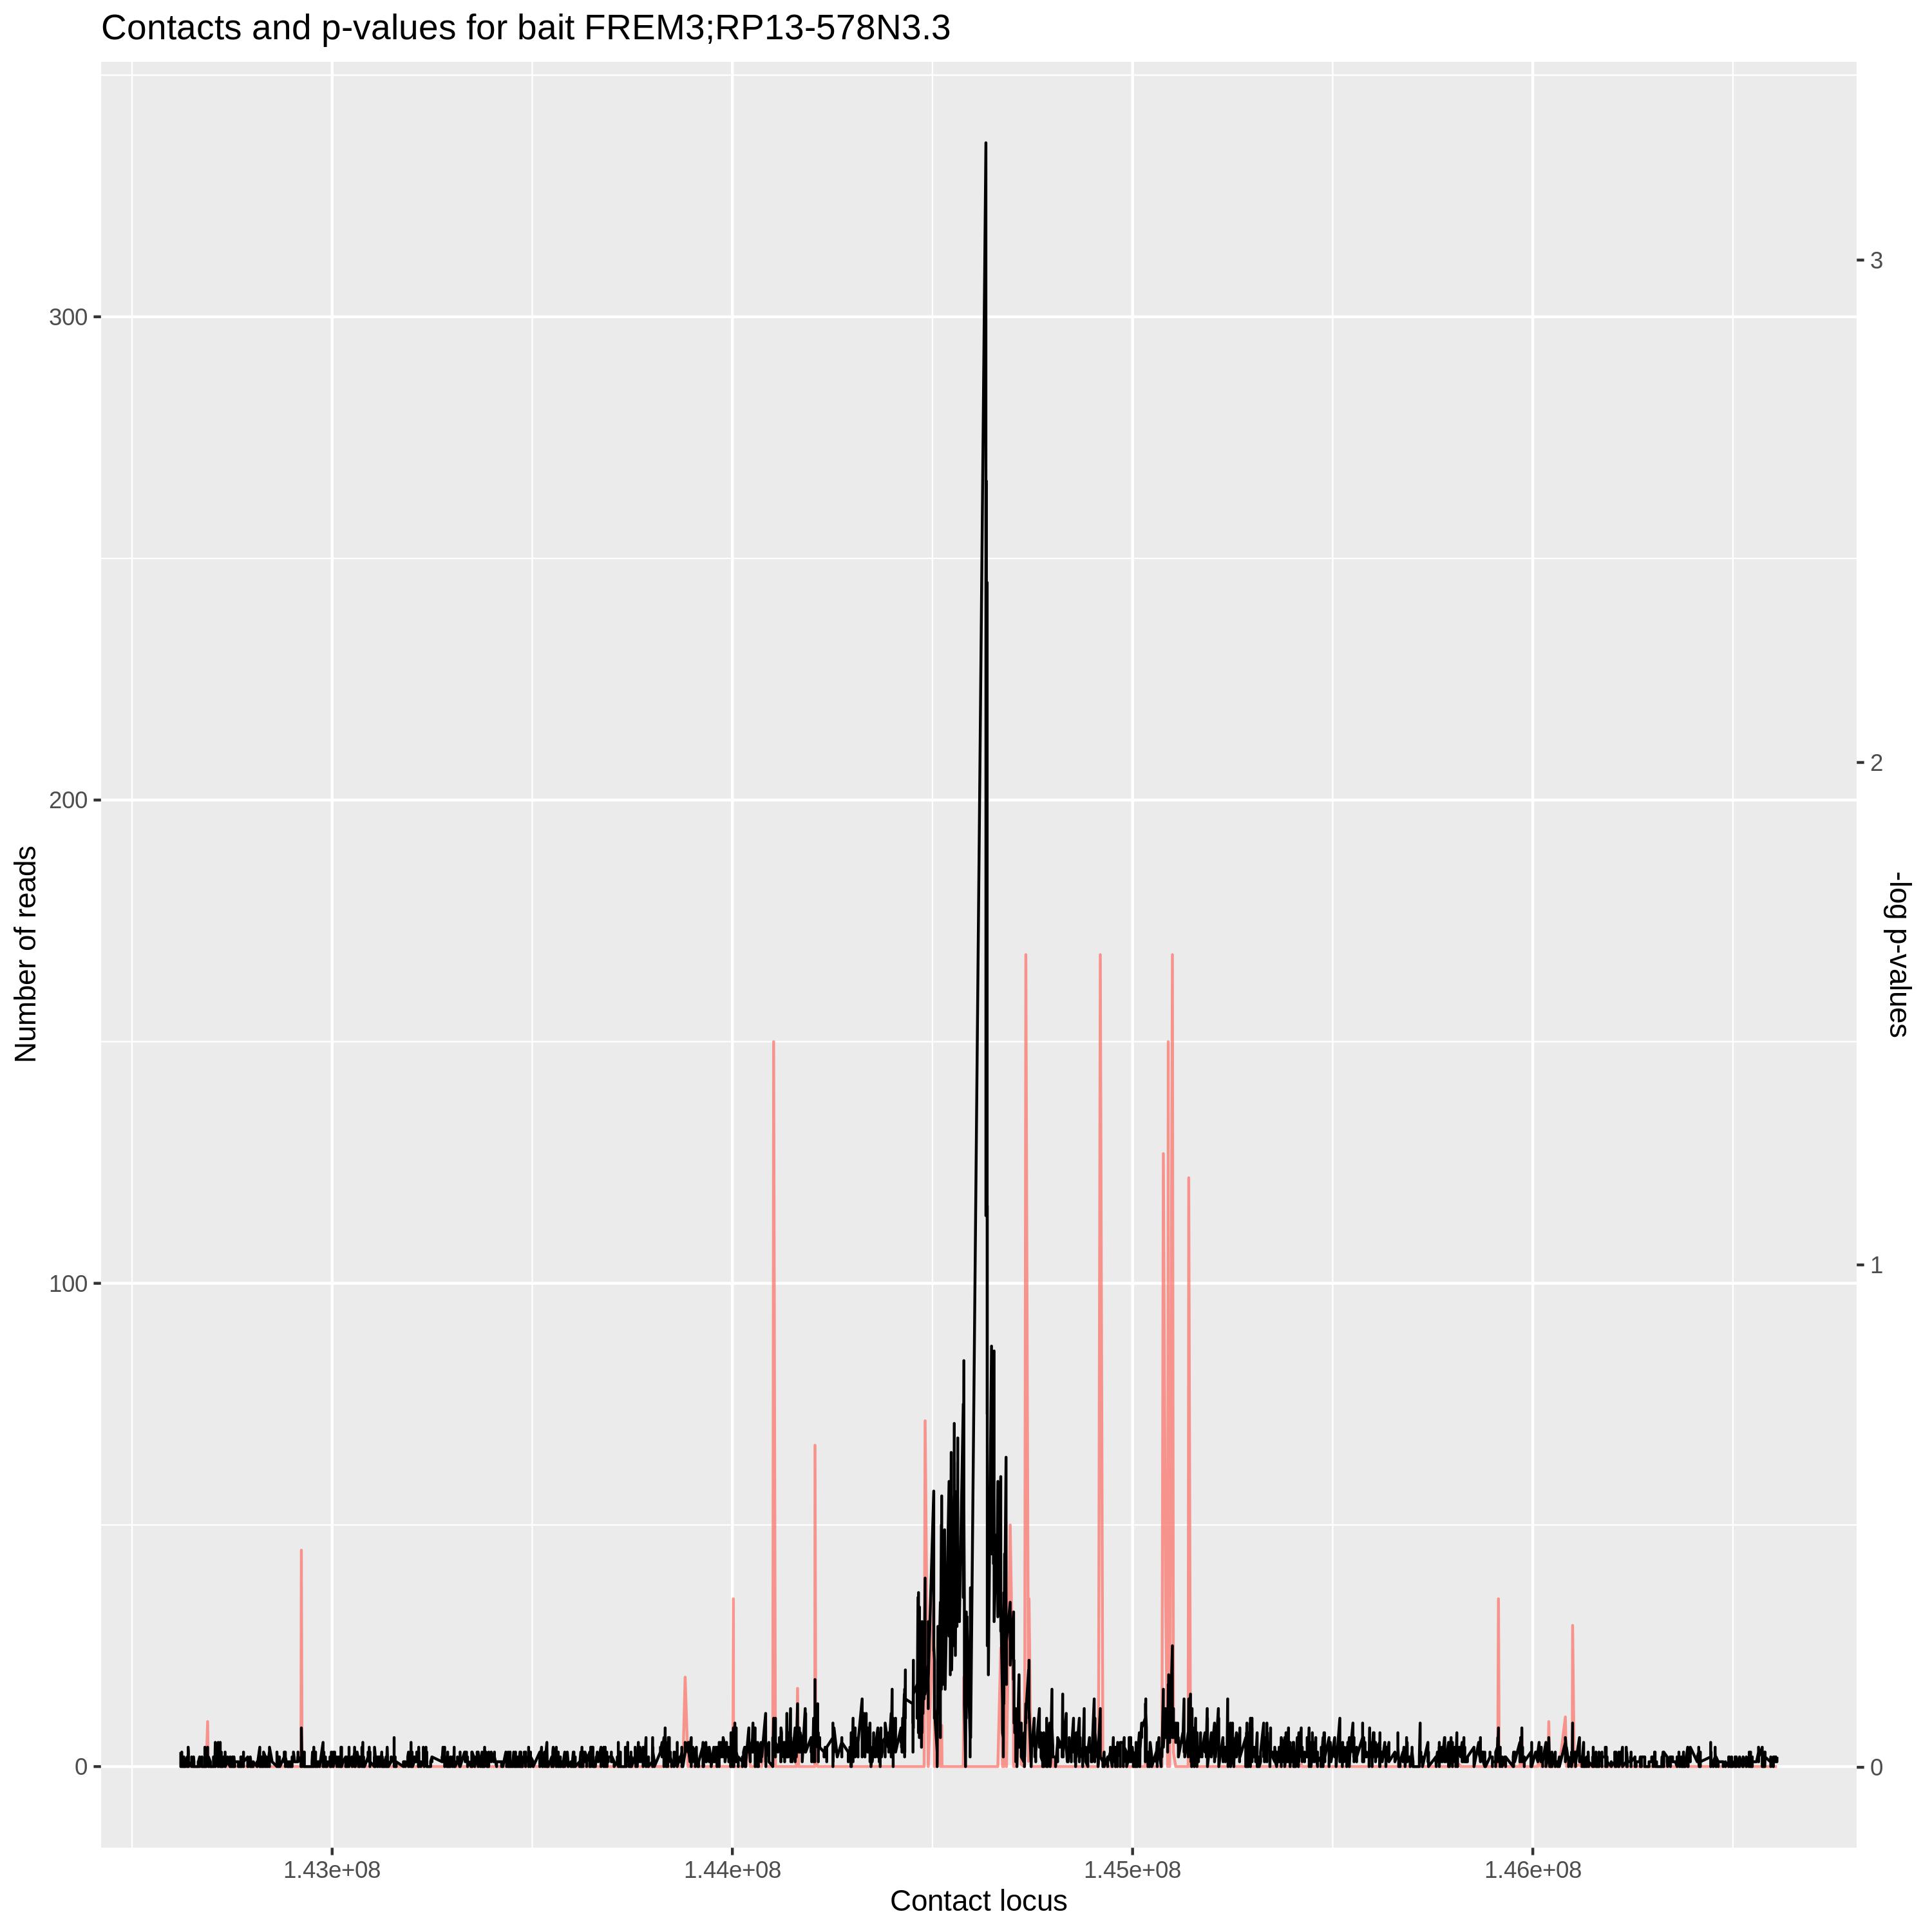 Contacts and p-values for bait FREM3;RP13-578N3.3
300
200
100
0
Number of reads
3
2
1
0
-log p-values
1.43e+08 1.44e+08 1.45e+08 1.46e+08
Contact locus